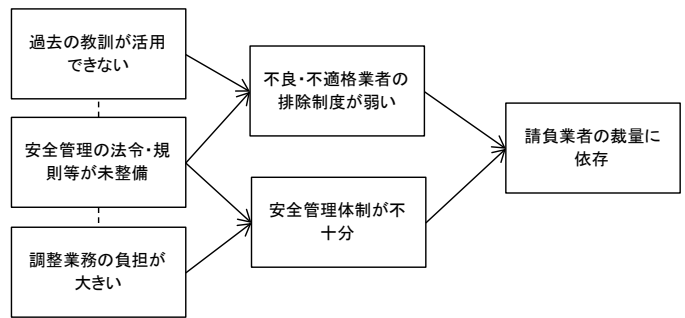 過去の教訓が活用
できない
安全管理の法令・規
則等が未整備
調整業務の負担が
大きい
不良・不適格業者の
排除制度が弱い
安全管理体制が不
十分
請負業者の裁量に
依存